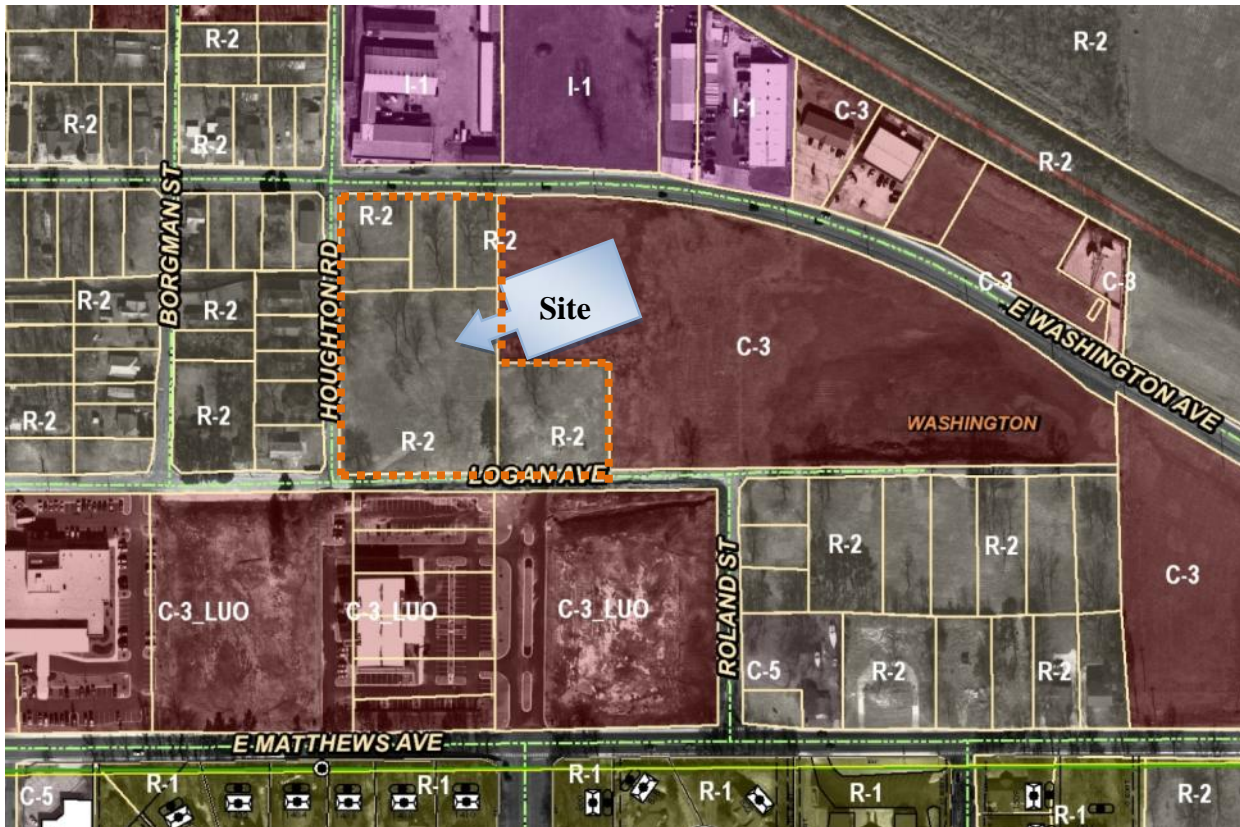 R-2
R-2
I-1
I-1
I-1
C-3
R-2
R-2
R-2
BORGMAN ST
HOUGHTON RD
R-2
R-2
Site
C-3
C-3
C-3
E WASHINGTON AVE
R-2
R-2
R-2
R-2
R-2
R-2
WASHINGTON
LOGAN AVE
C-3_LUO
C-3_LUO
C-3_LUO
ROLAND ST
R-2
R-2
C-3
C-5
R-2
R-2
E MATTHEWS AVE
C-5
R-1
R-1
R-1
R-1
R-1
R-1
R-2